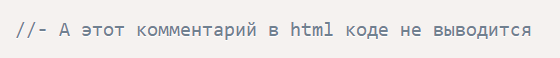 //- А этот комментарий в html коде не выводится